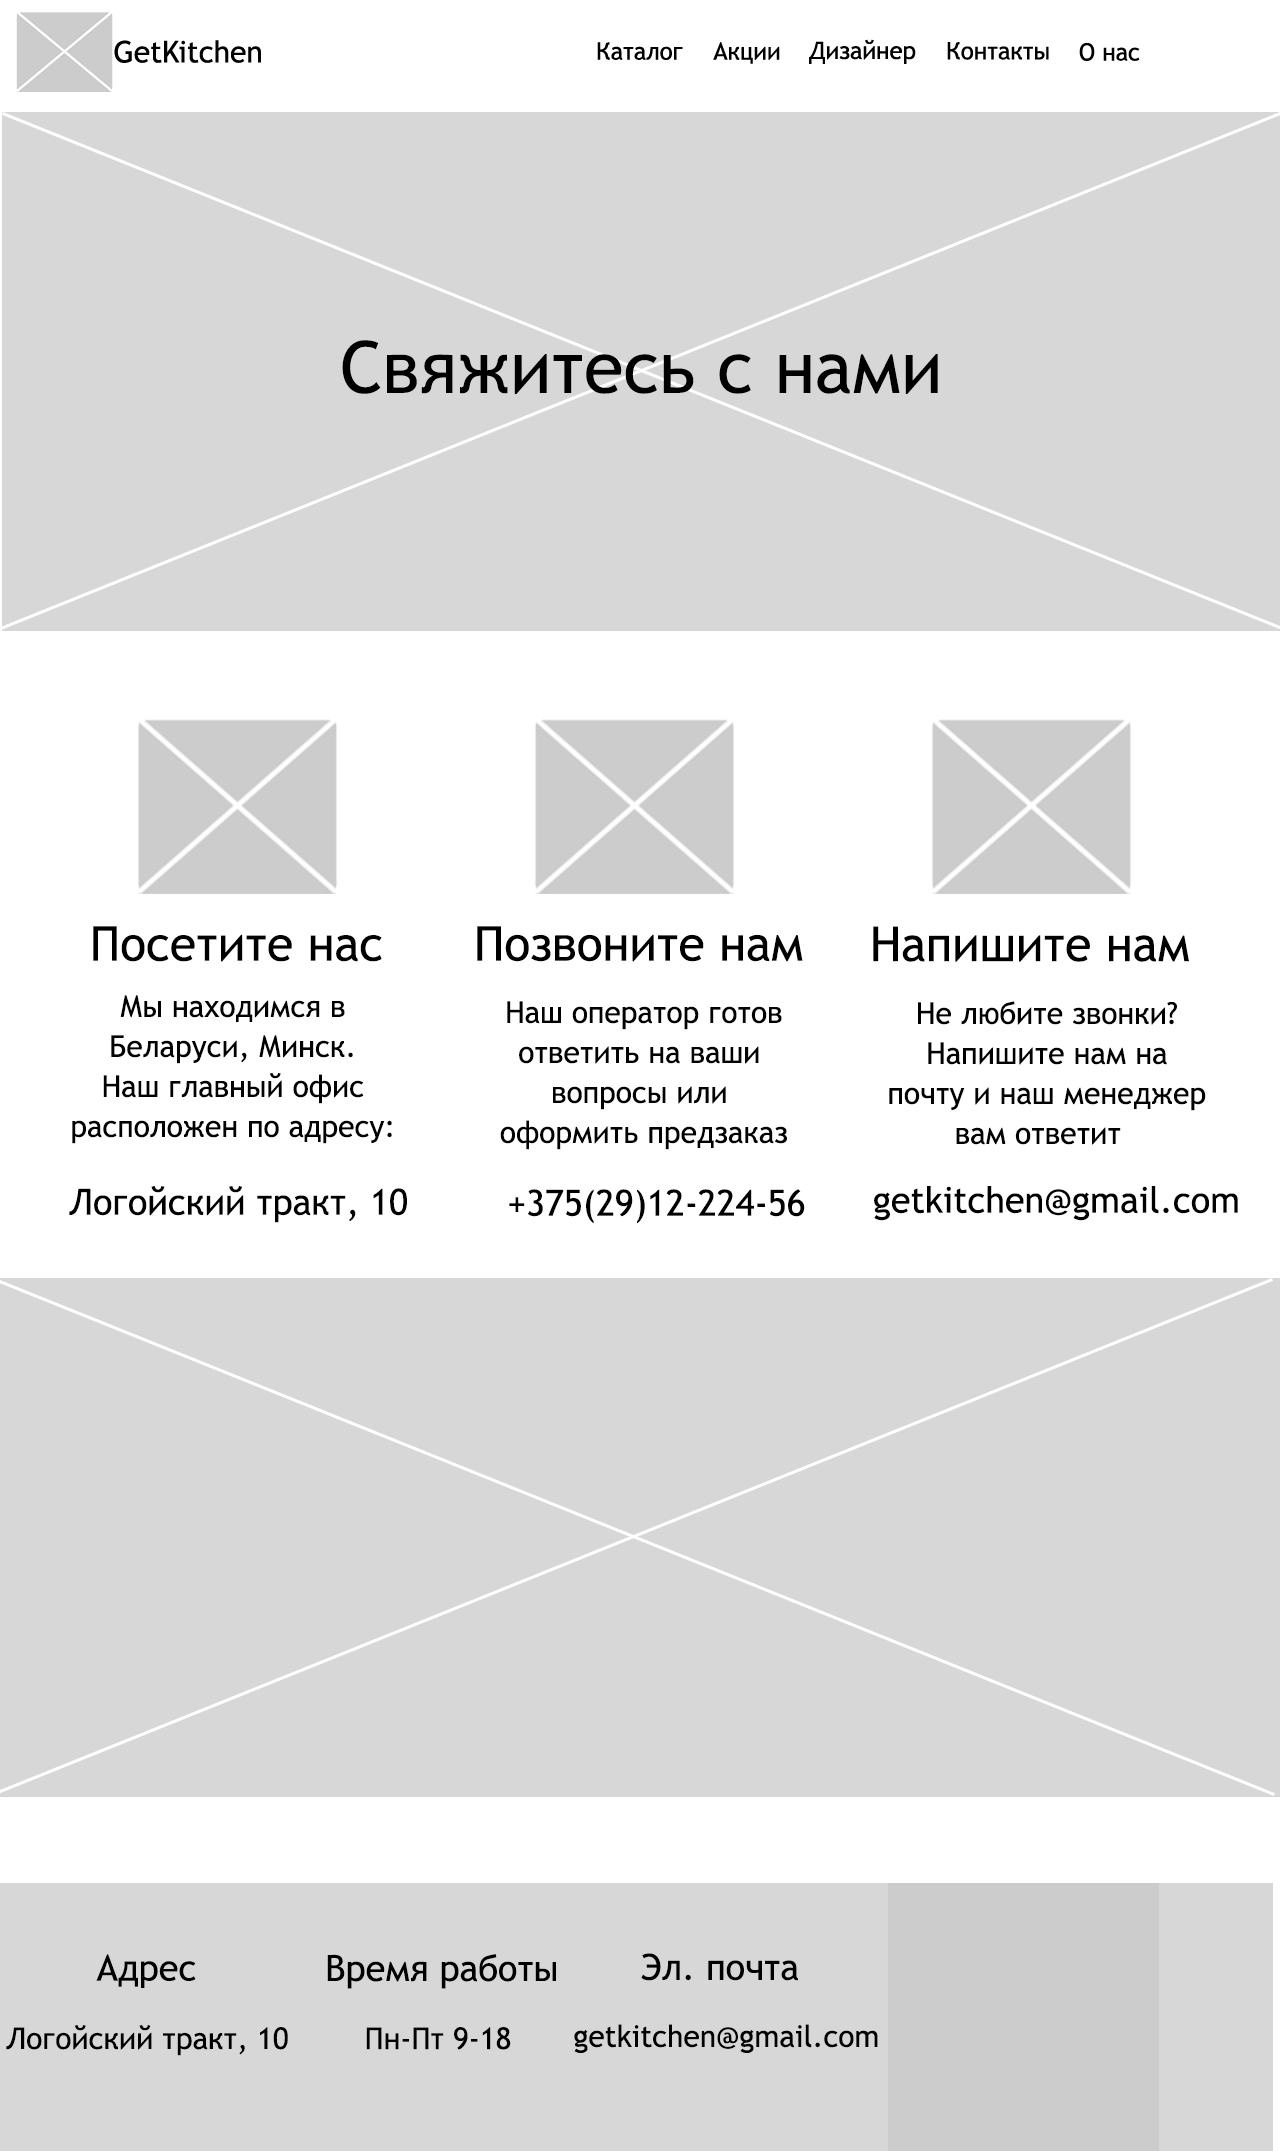 GetKitchen
Каталог Акции Дизайнер Контакты О нас
Свяжитесь с нами
Посетите нас
Мы находимся в
Беларуси, Минск.
Наш главный офис
расположен по адресу:
Логойский тракт, 10
Позвоните нам
Наш оператор готов
ответить на ваши
вопросы или
оформить предзаказ
+375(29)12-224-56
Напишите нам
Не любите звонки?
Напишите нам на
почту и наш менеджер
вам ответит
getkitchen@gmail.com
Адрес
Логойский тракт, 10
Время работы
Пн-Пт 9-18
Эл. почта
getkitchen@gmail.com